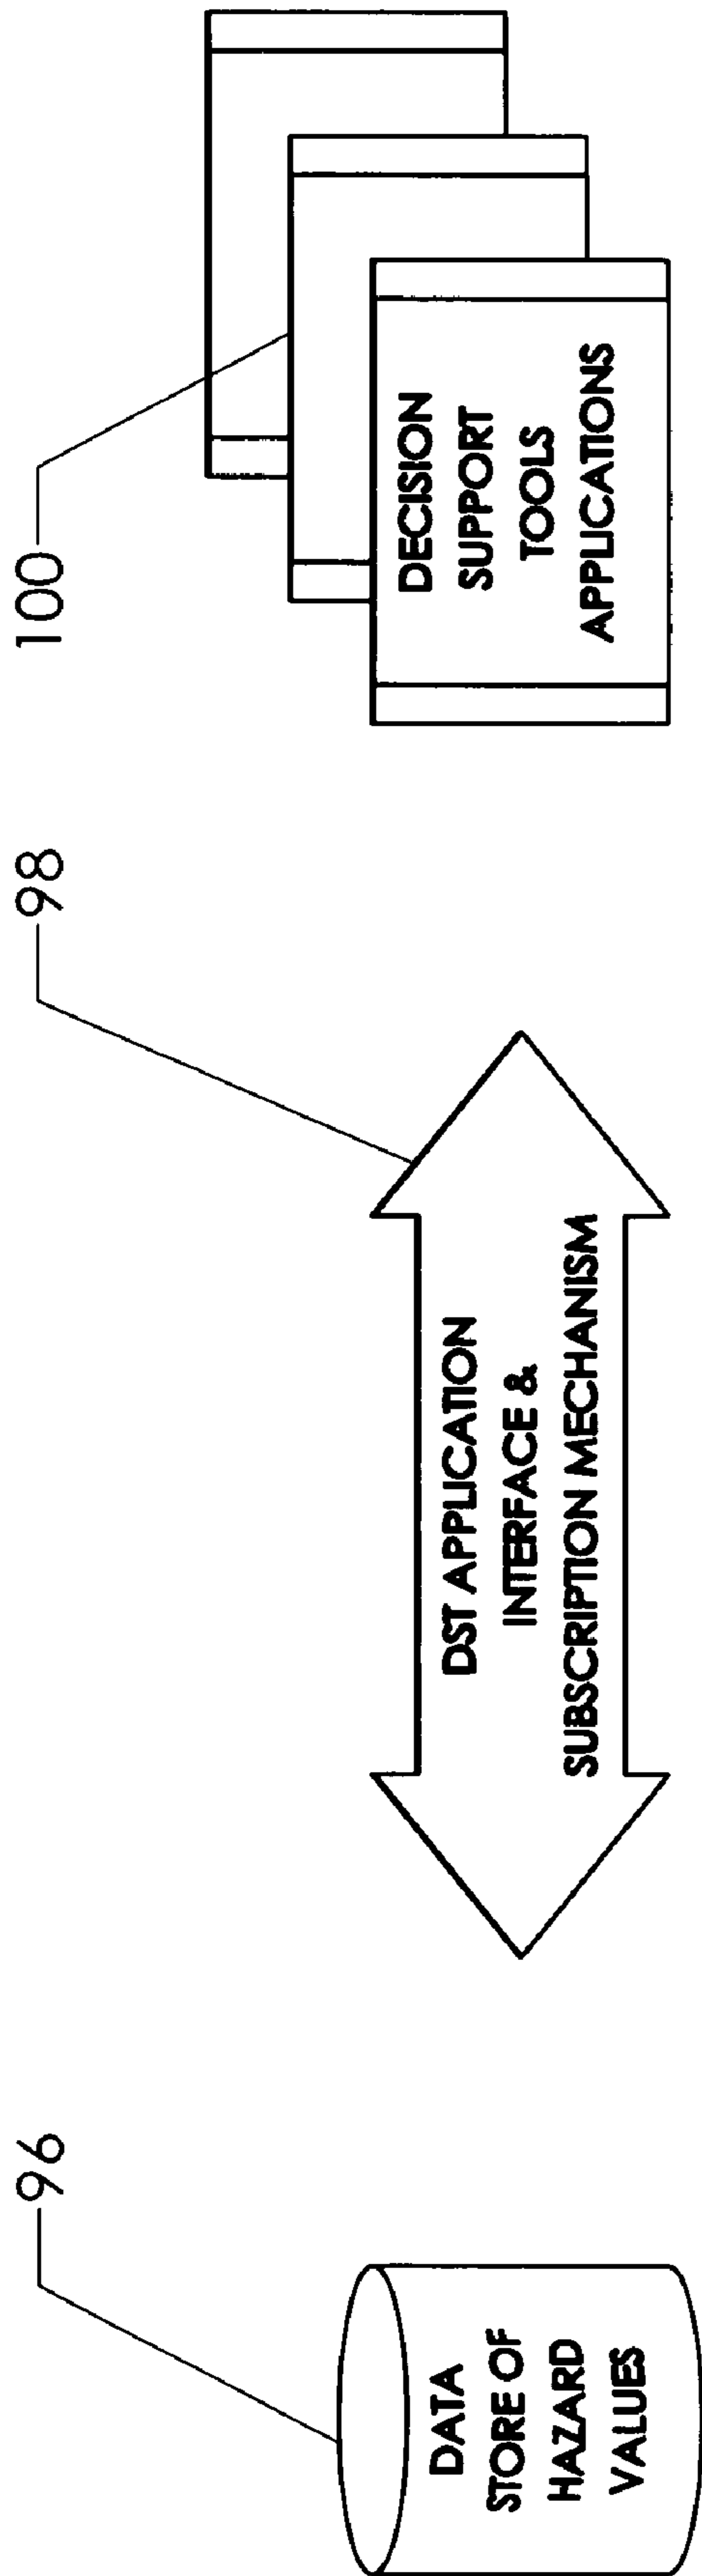 96
98
100
DATA
STORE OF
HAZARD
VALUES
DST APPLICATION
INTERFACE &
SUBSCRIPTION MECHANISM
DECISION
SUPPORT
TOOLS
APPLICATIONS